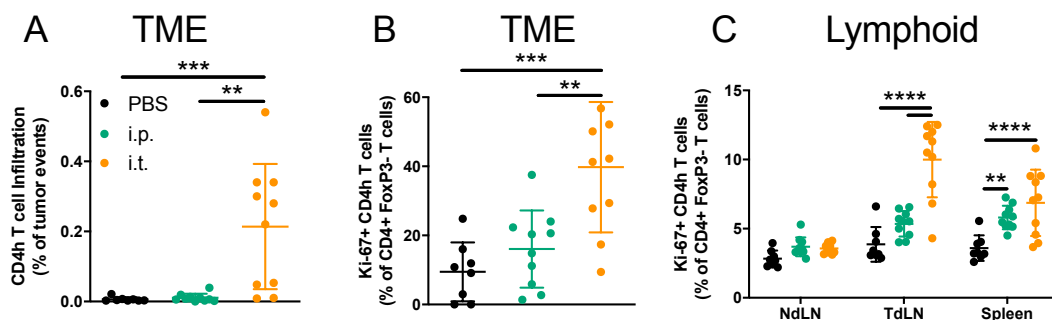 A TME
CD4h T cell Infiltration
(% of tumor events)
***
**
PBS
i.p.
i.t.
0.6
0.4
0.2
0.0
B TME
Ki-67+ CD4h T cells
(% of CD4+ FoxP3- T cells)
***
**
60
40
20
0
C Lymphoid
Ki-67+ CD4h T cells
(% of CD4+ FoxP3- T cells)
****
****
**
15
10
5
0
NdLN TdLN Spleen